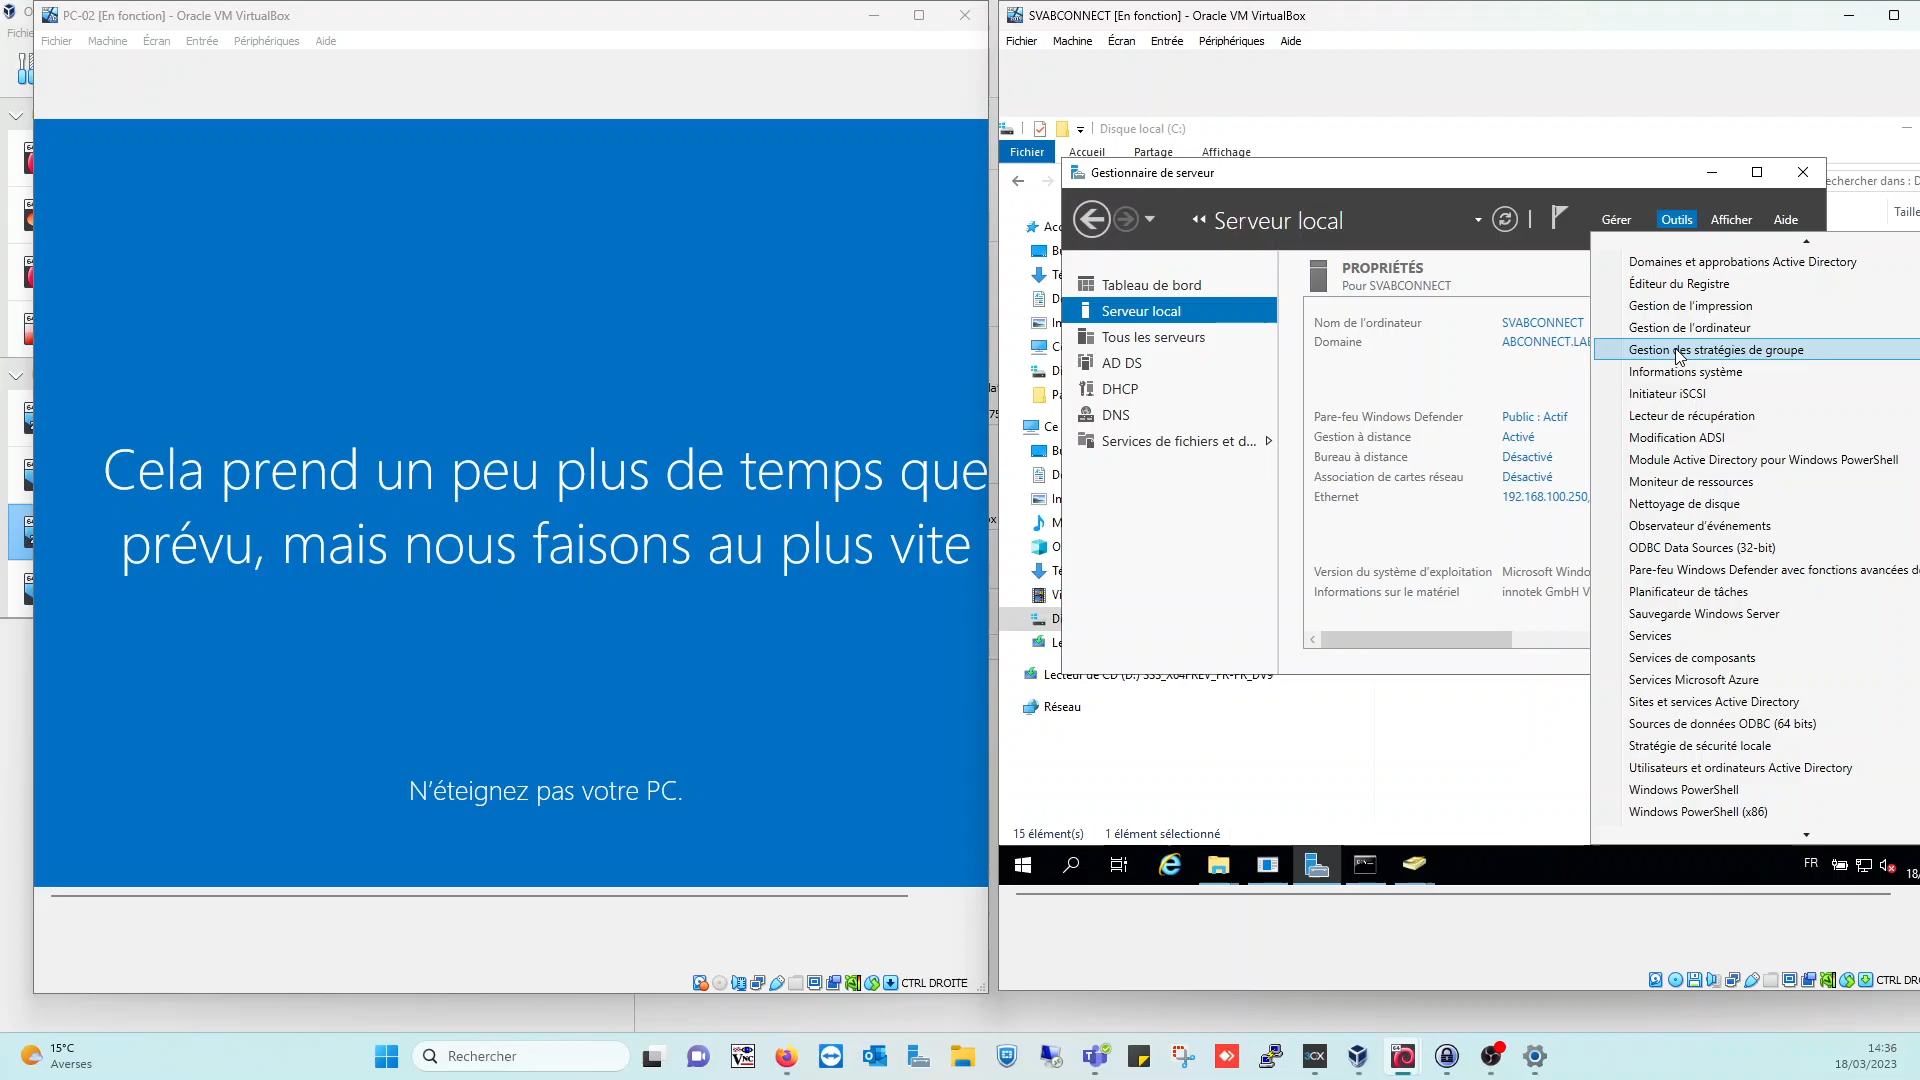 PC-02 [En fonction] - Oracle VM VirtualBox
Fichier Machine Écran Entrée Périphériques Aide
Cela prend un peu plus de temps que
prévu, mais nous faisons au plus vite
N'éteignez pas votre PC.
CTRL DROITE
SVABCONNECT [En fonction] - Oracle VM VirtualBox
Fichier Machine Écran Entrée Périphériques Aide
Disque local (C:)
Fichier Accueil Partage Affichage
Gestionnaire de serveur
echercher dans : D
Taille
Serveur local
Gérer Outils Afficher Aide
Tableau de bord
Serveur local
Tous les serveurs
AD DS
DHCP
DNS
Services de fichiers et d...
PROPRIÉTÉS
Pour SVABCONNECT
Nom de l'ordinateur SVABCONNECT
Domaine ABCONNECT.LAB
Pare-feu Windows Defender Public : Actif
Gestion à distance Activé
Bureau à distance Désactivé
Association de cartes réseau Désactivé
Ethernet 192.168.100.250,
Version du système d'exploitation Microsoft Windo
Informations sur le matériel innotek GmbH V
Domaines et approbations Active Directory
Éditeur du Registre
Gestion de l'impression
Gestion de l'ordinateur
Gestion des stratégies de groupe
Informations système
Initiateur iSCSI
Lecteur de récupération
Modification ADSI
Module Active Directory pour Windows PowerShell
Moniteur de ressources
Nettoyage de disque
Observateur d'événements
ODBC Data Sources (32-bit)
Pare-feu Windows Defender avec fonctions avancées d
Planificateur de tâches
Sauvegarde Windows Server
Services
Services de composants
Services Microsoft Azure
Sites et services Active Directory
Sources de données ODBC (64 bits)
Stratégie de sécurité locale
Utilisateurs et ordinateurs Active Directory
Windows PowerShell
Windows PowerShell (x86)
Réseau
15 élément(s) 1 élément sélectionné
FR
18/
CTRL DRO
15°C
Averses
Rechercher
14:36
18/03/2023